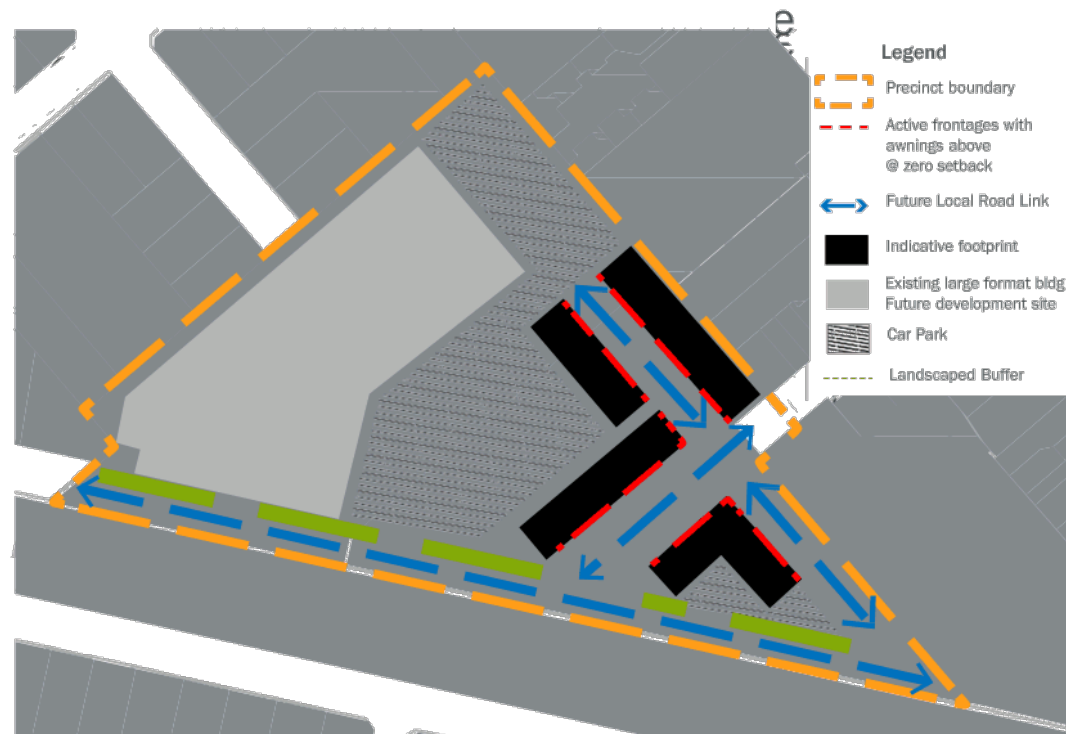 Legend
Precinct boundary
Active frontages with
awnings above
@ zero setback
Future Local Road Link
Indicative footprint
Existing large format bldg
Future development site
Car Park
Landscaped Buffer